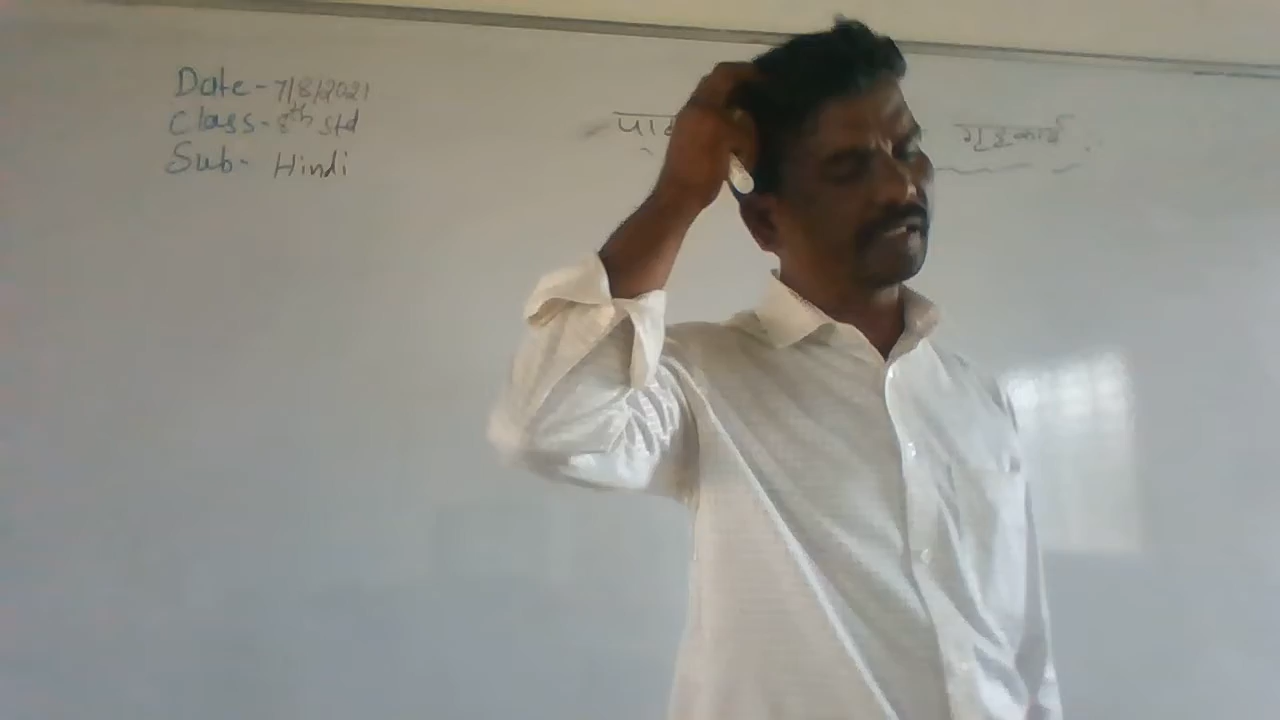 Date - 7/8/2021
Class - 8th std
Sub - Hindi
गृहकार्य